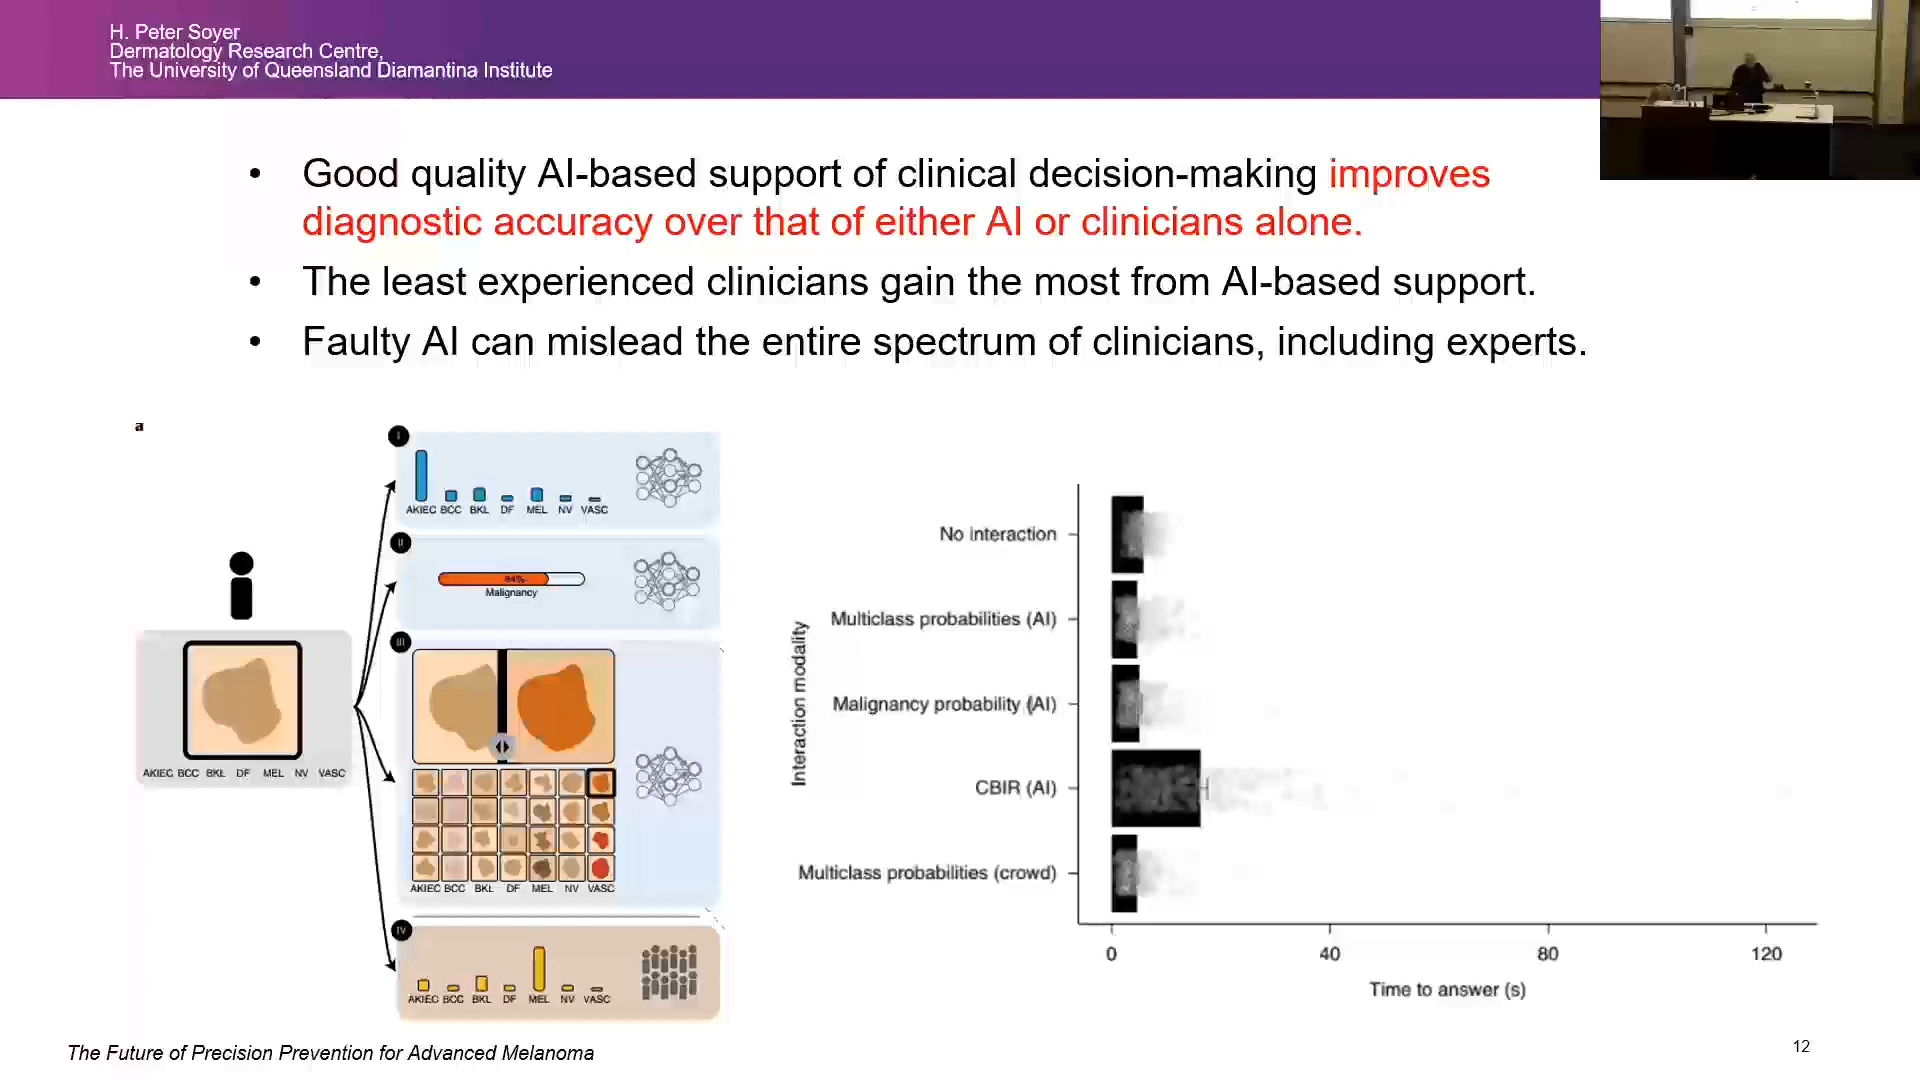 H. Peter Soyer
Dermatology Research Centre,
The University of Queensland Diamantina Institute
• Good quality AI-based support of clinical decision-making improves
diagnostic accuracy over that of either AI or clinicians alone.
• The least experienced clinicians gain the most from AI-based support.
• Faulty AI can mislead the entire spectrum of clinicians, including experts.
a
I
AKIEC BCC BKL DF MEL NV VASC
II
84%
Malignancy
AKIEC BCC BKL DF MEL NV VASC
III
AKIEC BCC BKL DF MEL NV VASC
IV
AKIEC BCC BKL DF MEL NV VASC
Interaction modality
No interaction
Multiclass probabilities (AI)
Malignancy probability (AI)
CBIR (AI)
Multiclass probabilities (crowd)
0 40 80 120
Time to answer (s)
The Future of Precision Prevention for Advanced Melanoma
12